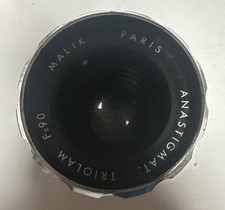 MALIK PARIS
ANASTIGMAT. TRIOLAM F=90